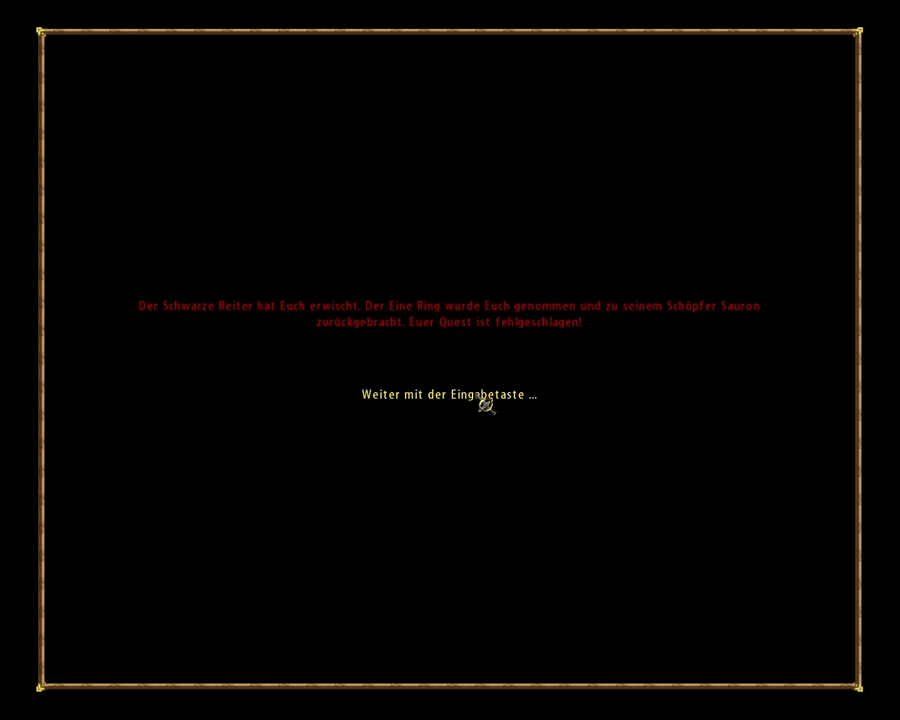 Der Schwarze Reiter hat Euch erwischt. Der Eine Ring wurde Euch genommen und zu seinem Schöpfer Sauron
zurückgebracht. Euer Quest ist fehlgeschlagen!
Weiter mit der Eingabetaste ...